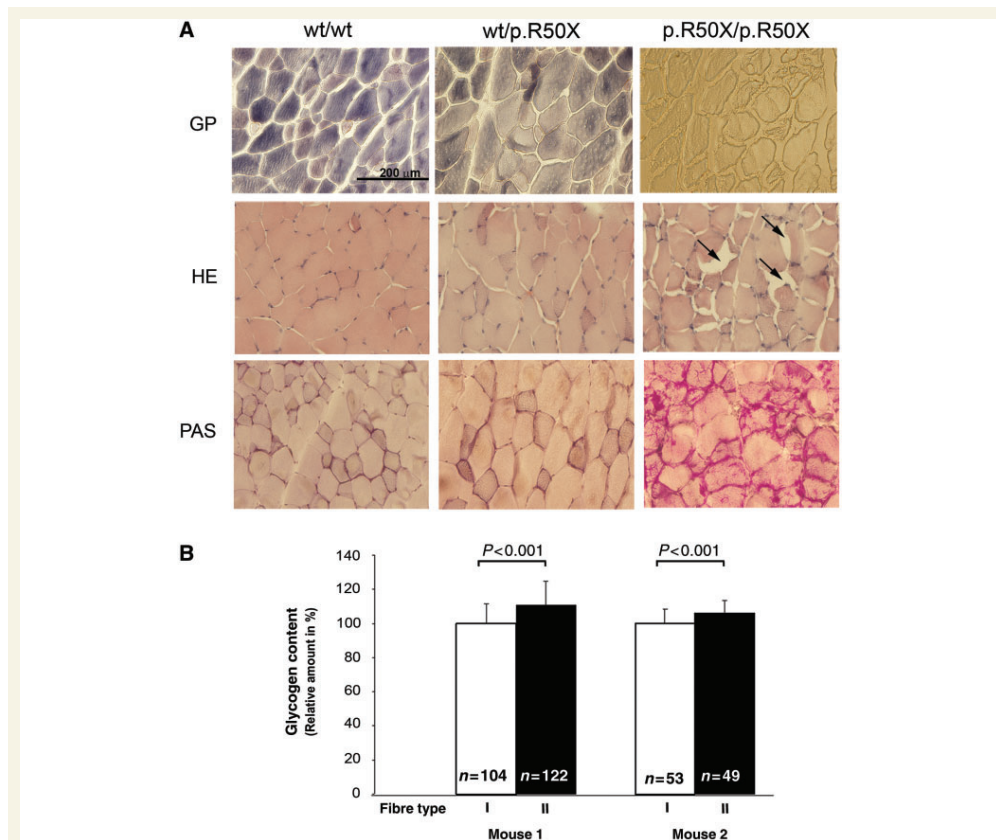 A
wt/wt wt/p.R50X p.R50X/p.R50X
GP
200 µm
HE
PAS
B
P<0.001 P<0.001
140
120
100
80
60
40
20
0
Glycogen content
(Relative amount in %)
n=104 n=122 n=53 n=49
Fibre type I II I II
Mouse 1 Mouse 2